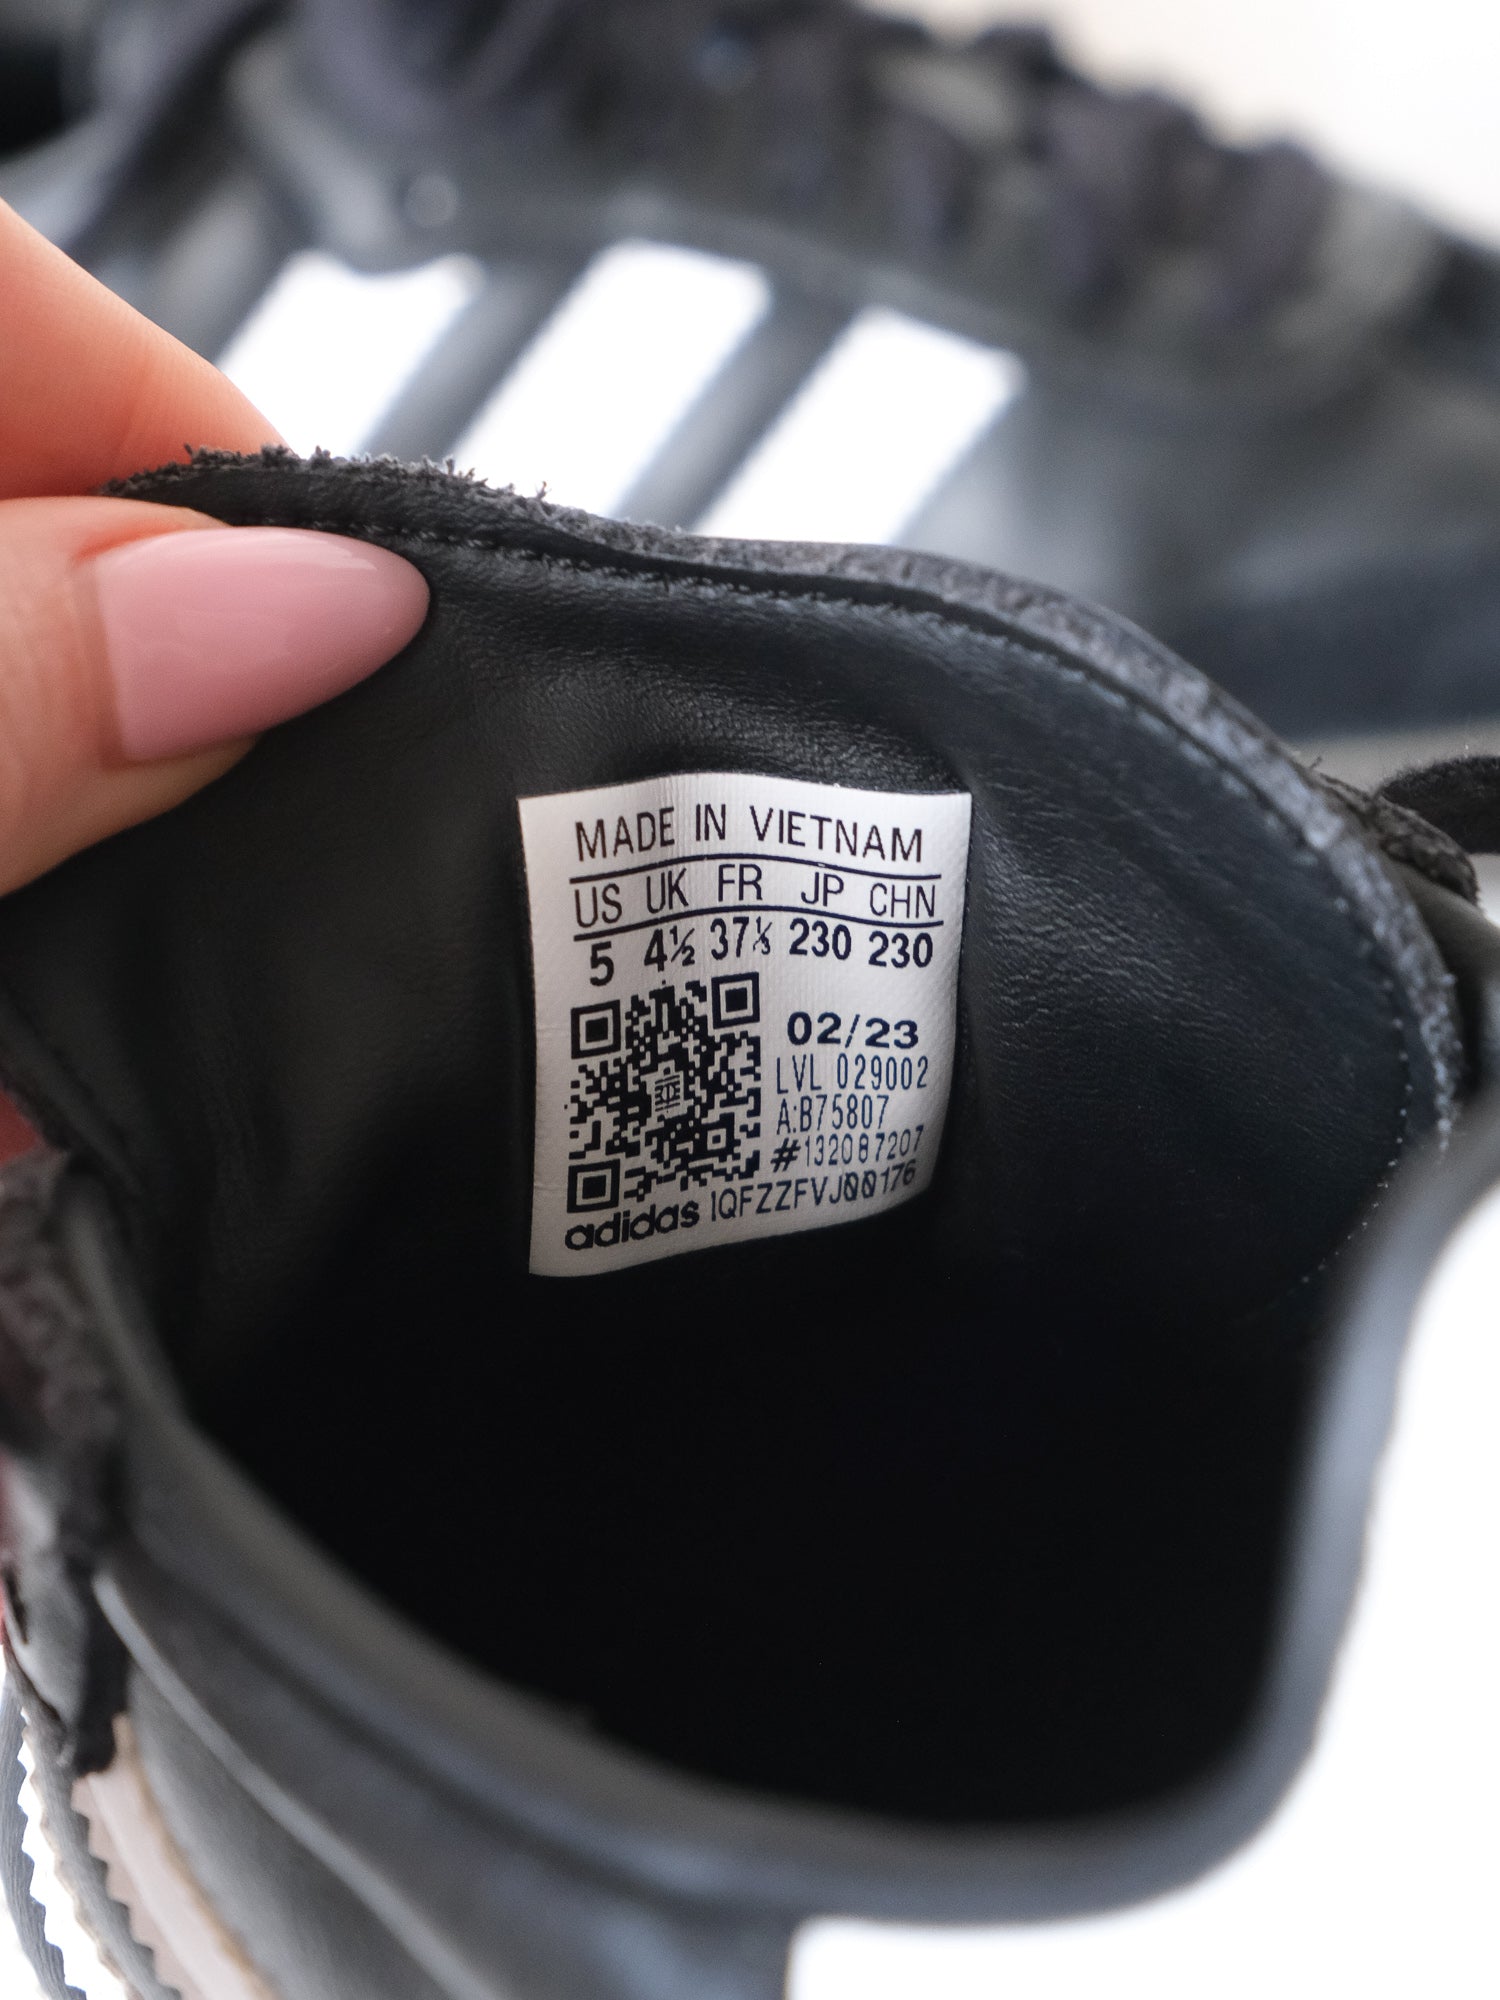 MADE IN VIETNAM
US UK FR JP CHN
5 4½ 37⅓ 230 230
02/23
LVL 029002
A:B75807
#132087207
adidas 1QFZZFVJ00176